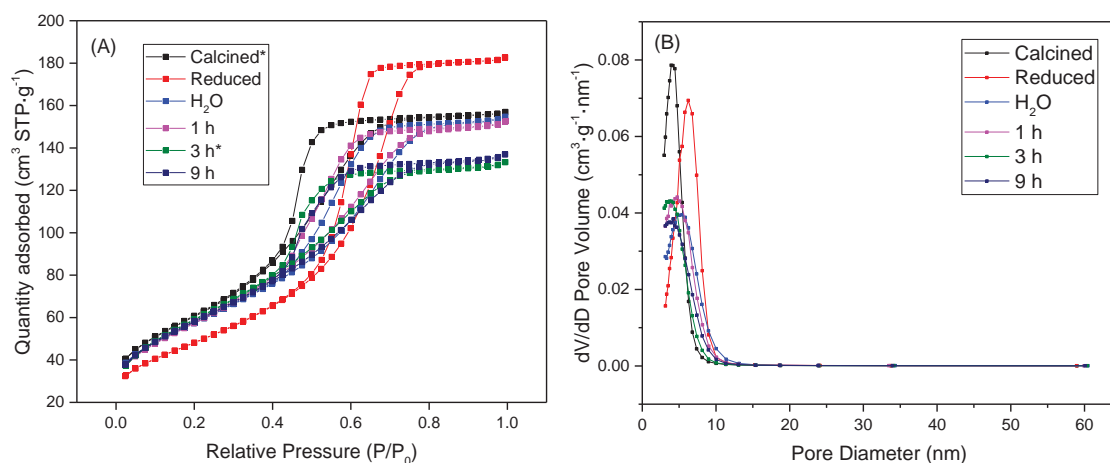 (A)
Calcined*
Reduced
H₂O
1 h
3 h*
9 h
Quantity adsorbed (cm³ STP·g⁻¹)
200
180
160
140
120
100
80
60
40
20
0.0 0.2 0.4 0.6 0.8 1.0
Relative Pressure (P/P₀)
(B)
Calcined
Reduced
H₂O
1 h
3 h
9 h
dV/dD Pore Volume (cm³·g⁻¹·nm⁻¹)
0.08
0.06
0.04
0.02
0.00
0 10 20 30 40 50 60
Pore Diameter (nm)